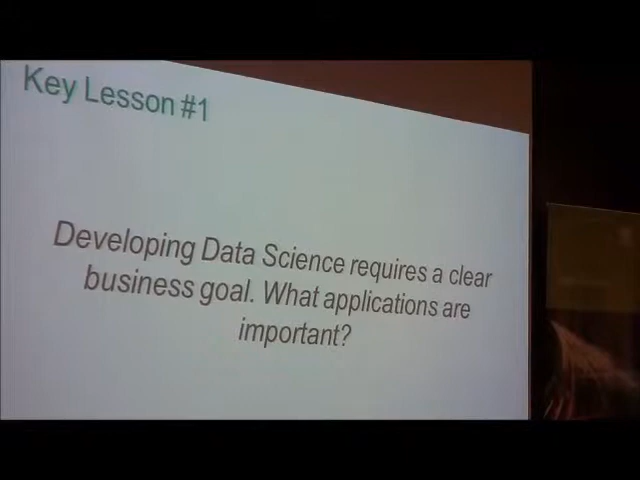 Key Lesson #1
Developing Data Science requires a clear
business goal. What applications are
important?